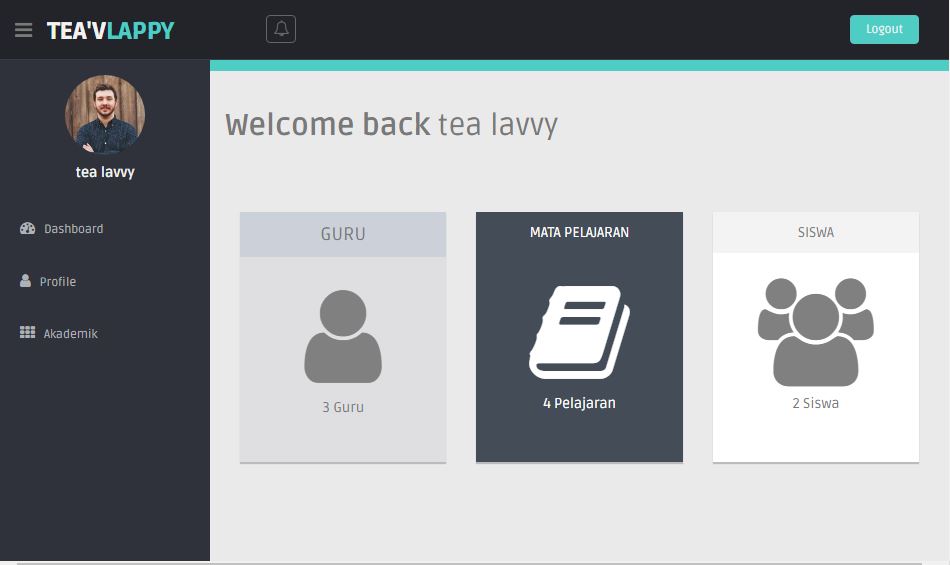 TEA'VLAPPY
Logout
tea lavvy
Dashboard
Profile
Akademik
Welcome back tea lavvy
GURU
3 Guru
MATA PELAJARAN
4 Pelajaran
SISWA
2 Siswa